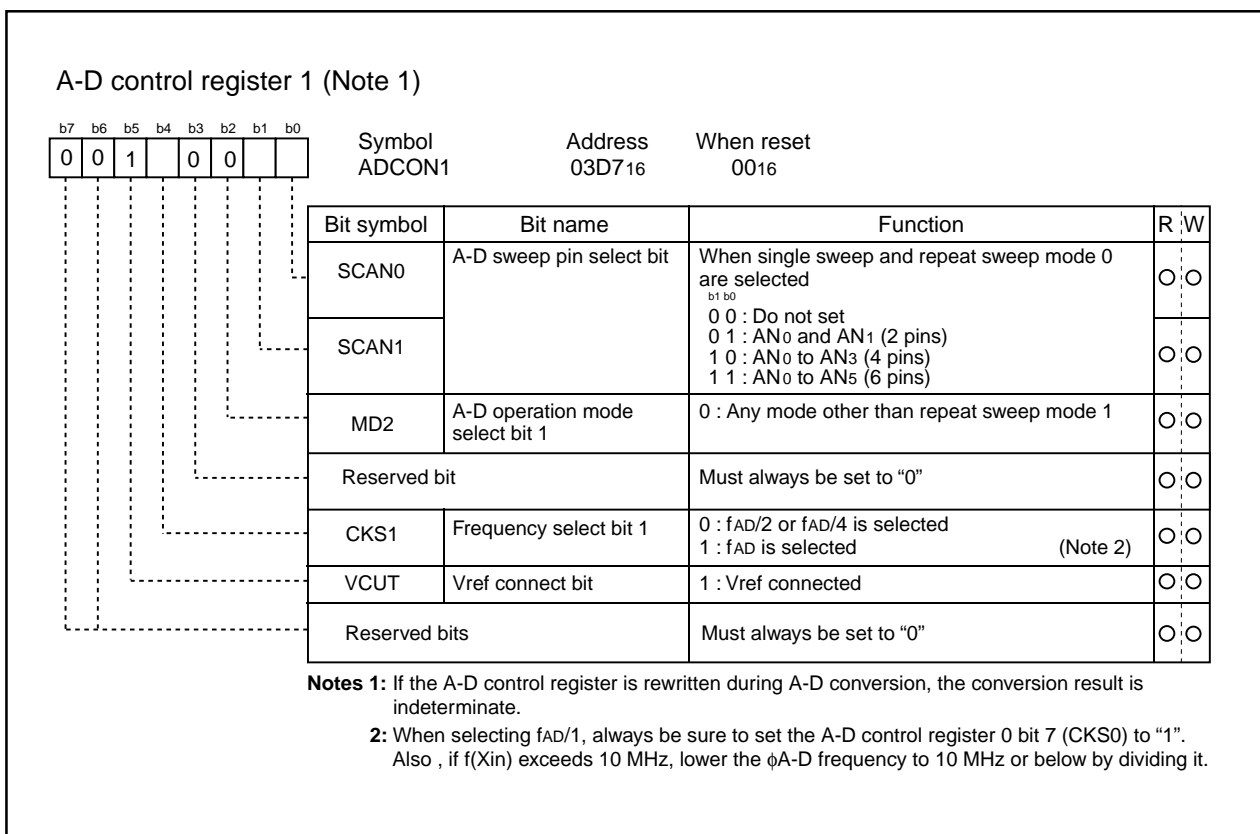 A-D control register 1 (Note 1)
b7 b6 b5 b4 b3 b2 b1 b0
0 0 1 0 0
Symbol Address When reset
ADCON1 03D716 0016
Bit symbol Bit name Function R W
SCAN0 A-D sweep pin select bit When single sweep and repeat sweep mode 0
are selected
b1 b0
0 0 : Do not set
0 1 : AN0 and AN1 (2 pins)
SCAN1 1 0 : AN0 to AN3 (4 pins)
1 1 : AN0 to AN5 (6 pins)
MD2 A-D operation mode
select bit 1 0 : Any mode other than repeat sweep mode 1
Reserved bit Must always be set to “0”
CKS1 Frequency select bit 1 0 : fAD/2 or fAD/4 is selected
1 : fAD is selected (Note 2)
VCUT Vref connect bit 1 : Vref connected
Reserved bits Must always be set to “0”
Notes 1: If the A-D control register is rewritten during A-D conversion, the conversion result is
indeterminate.
2: When selecting fAD/1, always be sure to set the A-D control register 0 bit 7 (CKS0) to “1”.
Also , if f(Xin) exceeds 10 MHz, lower the ϕA-D frequency to 10 MHz or below by dividing it.